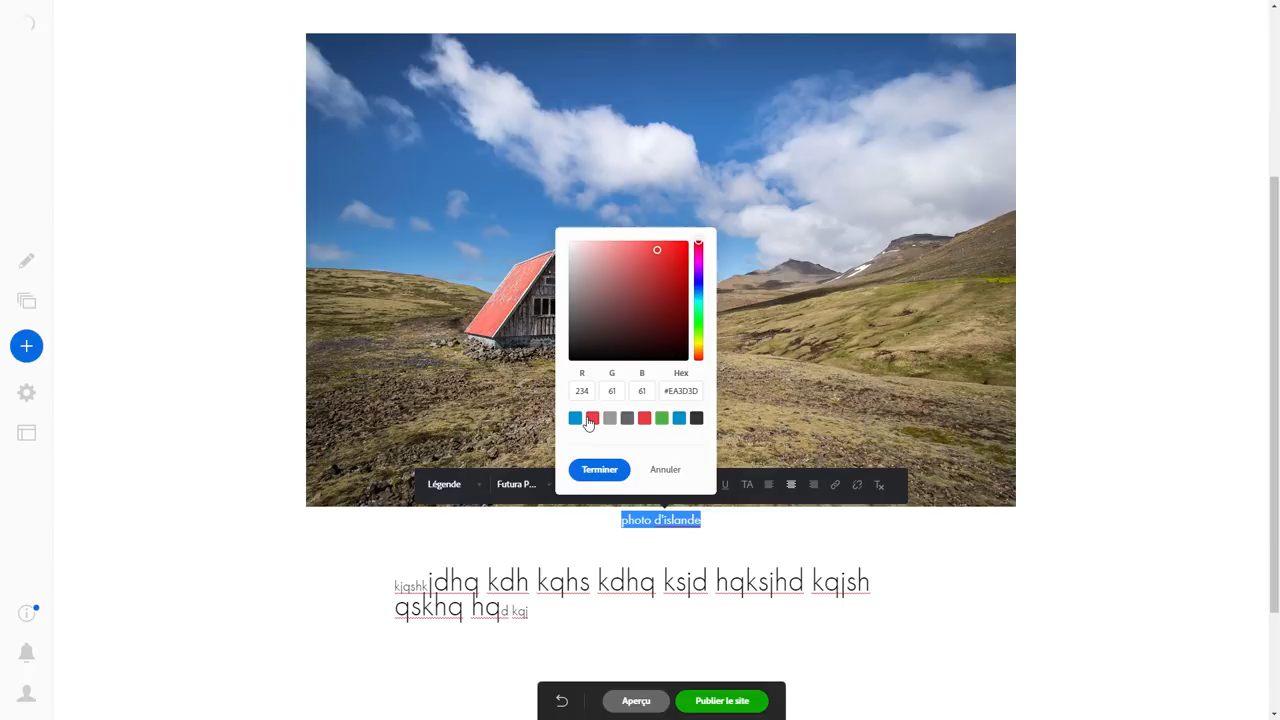 R G B Hex
234 61 61 #EA3D3D
Terminer Annuler
Légende Futura P... U TA
photo d'islande
kjqshkjdhq kdh kqhs kdhq ksjd hqksjhd kqjsh
qskhq hqd kqj
Aperçu Publier le site